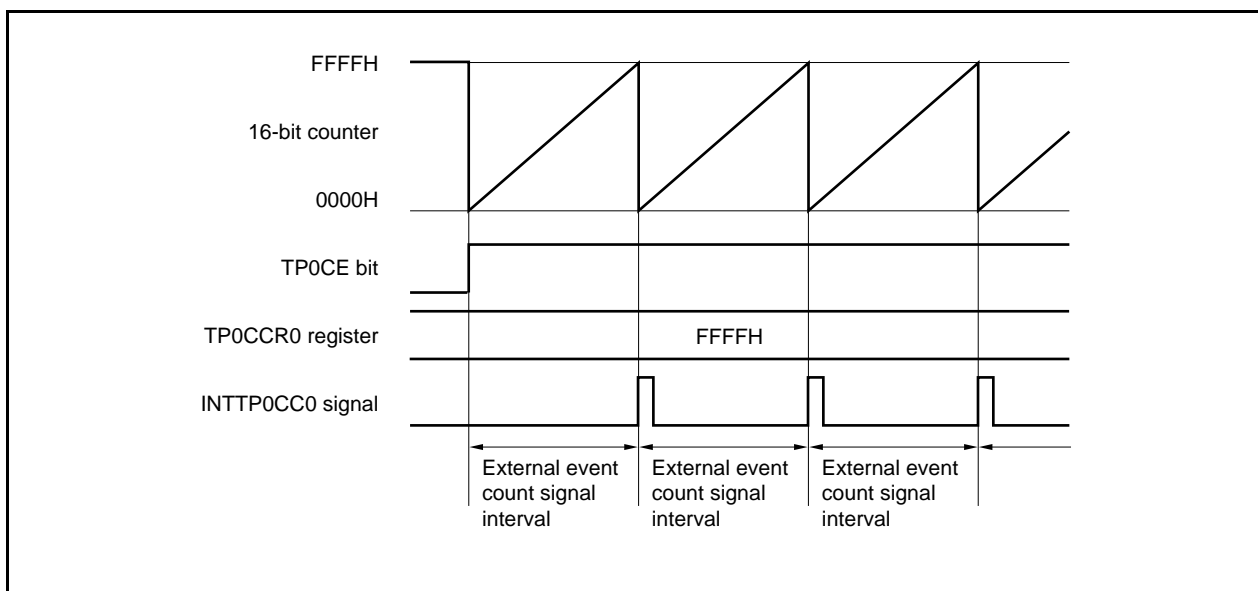 FFFFH
16-bit counter
0000H
TP0CE bit
TP0CCR0 register
FFFFH
INTTP0CC0 signal
External event
count signal
interval
External event
count signal
interval
External event
count signal
interval